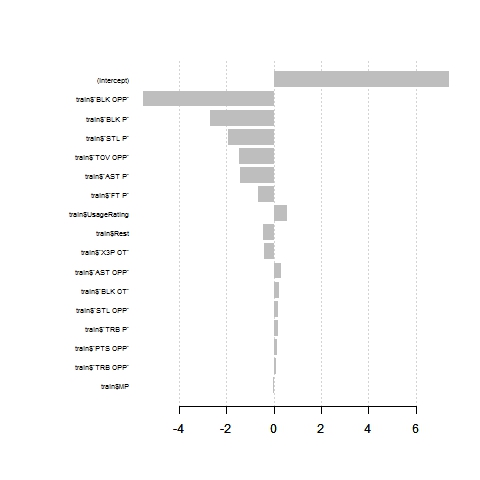 (Intercept)
train$"BLK OPP"
train$"BLK P"
train$"STL P"
train$"TOV OPP"
train$"AST P"
train$"FT P"
train$UsageRating
train$Rest
train$"X3P OT"
train$"AST OPP"
train$"BLK OT"
train$"STL OPP"
train$"TRB P"
train$"PTS OPP"
train$"TRB OPP"
train$MP
-4 -2 0 2 4 6